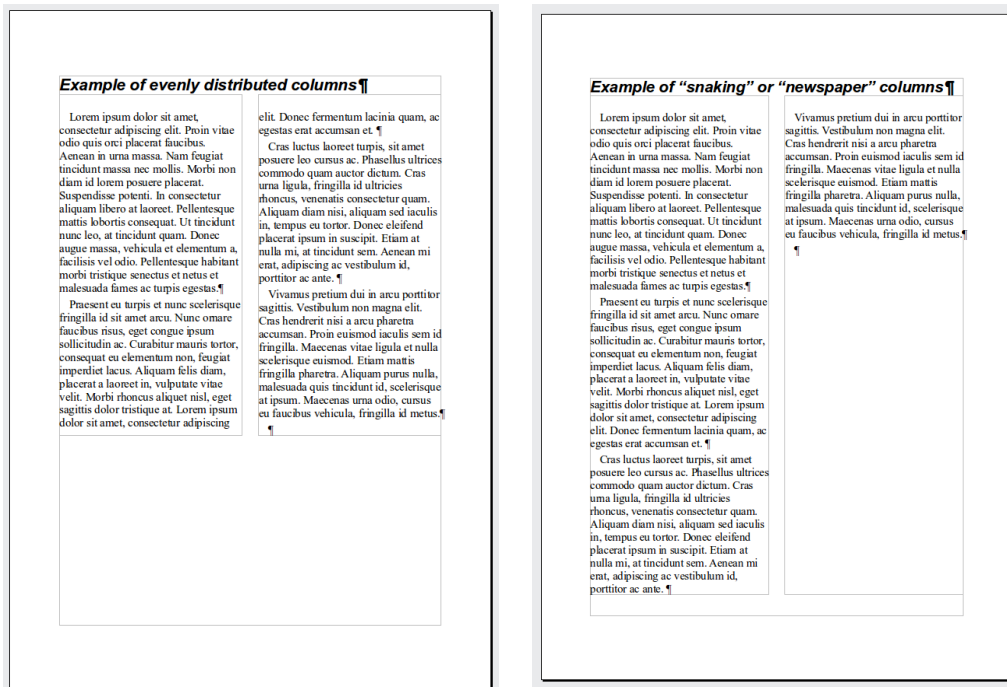 Example of evenly distributed columns¶
Lorem ipsum dolor sit amet,
consectetur adipiscing elit. Proin vitae
odio quis orci placerat faucibus.
Aenean in urna massa. Nam feugiat
tincidunt massa nec mollis. Morbi non
diam id lorem posuere placerat.
Suspendisse potenti. In consectetur
aliquam libero at laoreet. Pellentesque
mattis lobortis consequat. Ut tincidunt
nunc leo, at tincidunt quam. Donec
augue massa, vehicula et elementum a,
facilisis vel odio. Pellentesque habitant
morbi tristique senectus et netus et
malesuada fames ac turpis egestas.¶
Praesent eu turpis et nunc scelerisque
fringilla id sit amet arcu. Nunc ornare
faucibus risus, eget congue ipsum
sollicitudin ac. Curabitur mauris tortor,
consequat eu elementum non, feugiat
imperdiet lacus. Aliquam felis diam,
placerat a laoreet in, vulputate vitae
velit. Morbi rhoncus aliquet nisl, eget
sagittis dolor tristique at. Lorem ipsum
dolor sit amet, consectetur adipiscing
elit. Donec fermentum lacinia quam, ac
egestas erat accumsan et. ¶
Cras luctus laoreet turpis, sit amet
posuere leo cursus ac. Phasellus ultrices
commodo quam auctor dictum. Cras
urna ligula, fringilla id ultricies
rhoncus, venenatis consectetur quam.
Aliquam diam nisi, aliquam sed iaculis
in, tempus eu tortor. Donec eleifend
placerat ipsum in suscipit. Etiam at
nulla mi, at tincidunt sem. Aenean mi
erat, adipiscing ac vestibulum id,
porttitor ac ante. ¶
Vivamus pretium dui in arcu porttitor
sagittis. Vestibulum non magna elit.
Cras hendrerit nisi a arcu pharetra
accumsan. Proin euismod iaculis sem id
fringilla. Maecenas vitae ligula et nulla
scelerisque euismod. Etiam mattis
fringilla pharetra. Aliquam purus nulla,
malesuada quis tincidunt id, scelerisque
at ipsum. Maecenas urna odio, cursus
eu faucibus vehicula, fringilla id metus.¶
¶
Example of “snaking” or “newspaper” columns¶
Lorem ipsum dolor sit amet,
consectetur adipiscing elit. Proin vitae
odio quis orci placerat faucibus.
Aenean in urna massa. Nam feugiat
tincidunt massa nec mollis. Morbi non
diam id lorem posuere placerat.
Suspendisse potenti. In consectetur
aliquam libero at laoreet. Pellentesque
mattis lobortis consequat. Ut tincidunt
nunc leo, at tincidunt quam. Donec
augue massa, vehicula et elementum a,
facilisis vel odio. Pellentesque habitant
morbi tristique senectus et netus et
malesuada fames ac turpis egestas.¶
Praesent eu turpis et nunc scelerisque
fringilla id sit amet arcu. Nunc ornare
faucibus risus, eget congue ipsum
sollicitudin ac. Curabitur mauris tortor,
consequat eu elementum non, feugiat
imperdiet lacus. Aliquam felis diam,
placerat a laoreet in, vulputate vitae
velit. Morbi rhoncus aliquet nisl, eget
sagittis dolor tristique at. Lorem ipsum
dolor sit amet, consectetur adipiscing
elit. Donec fermentum lacinia quam, ac
egestas erat accumsan et. ¶
Cras luctus laoreet turpis, sit amet
posuere leo cursus ac. Phasellus ultrices
commodo quam auctor dictum. Cras
urna ligula, fringilla id ultricies
rhoncus, venenatis consectetur quam.
Aliquam diam nisi, aliquam sed iaculis
in, tempus eu tortor. Donec eleifend
placerat ipsum in suscipit. Etiam at
nulla mi, at tincidunt sem. Aenean mi
erat, adipiscing ac vestibulum id,
porttitor ac ante. ¶
Vivamus pretium dui in arcu porttitor
sagittis. Vestibulum non magna elit.
Cras hendrerit nisi a arcu pharetra
accumsan. Proin euismod iaculis sem id
fringilla. Maecenas vitae ligula et nulla
scelerisque euismod. Etiam mattis
fringilla pharetra. Aliquam purus nulla,
malesuada quis tincidunt id, scelerisque
at ipsum. Maecenas urna odio, cursus
eu faucibus vehicula, fringilla id metus.¶
¶